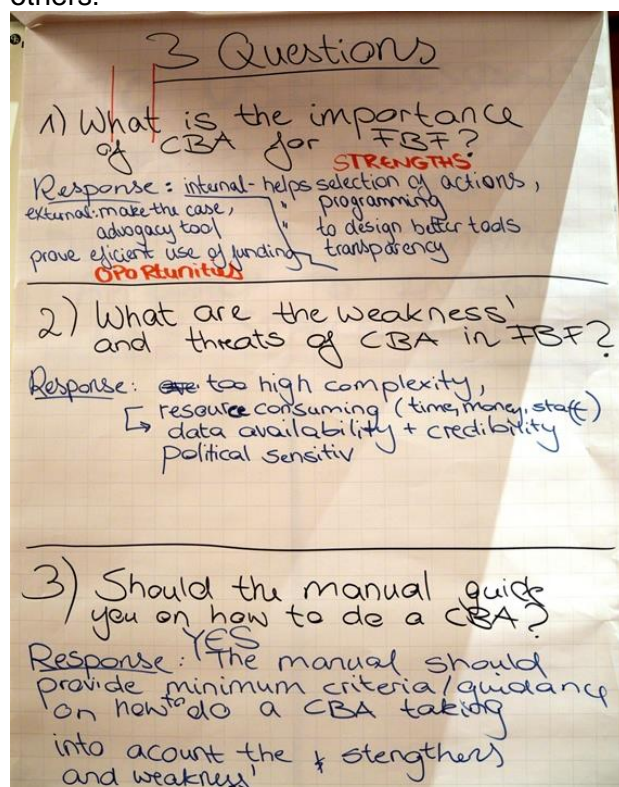 others.
3 Questions
1) What is the importance
of CBA for FBF?
STRENGTHS
Response: internal - helps selection of actions,
external: make the case, " programming
advogacy tool " to design better tools
prove eficient use of funding transparency
OPORtunitus
2) What are the weakness'
and threats of CBA in FBF?
Response: too high complexity,
resource consuming (time, money, staff)
data availability + credibility
political sensitiv
3) Should the manual guide
you on how to do a CBA?
YES
Response: The manual should
provide minimum criteria/guidance
on how to do a CBA taking
into acount the stengthers
and weakness'